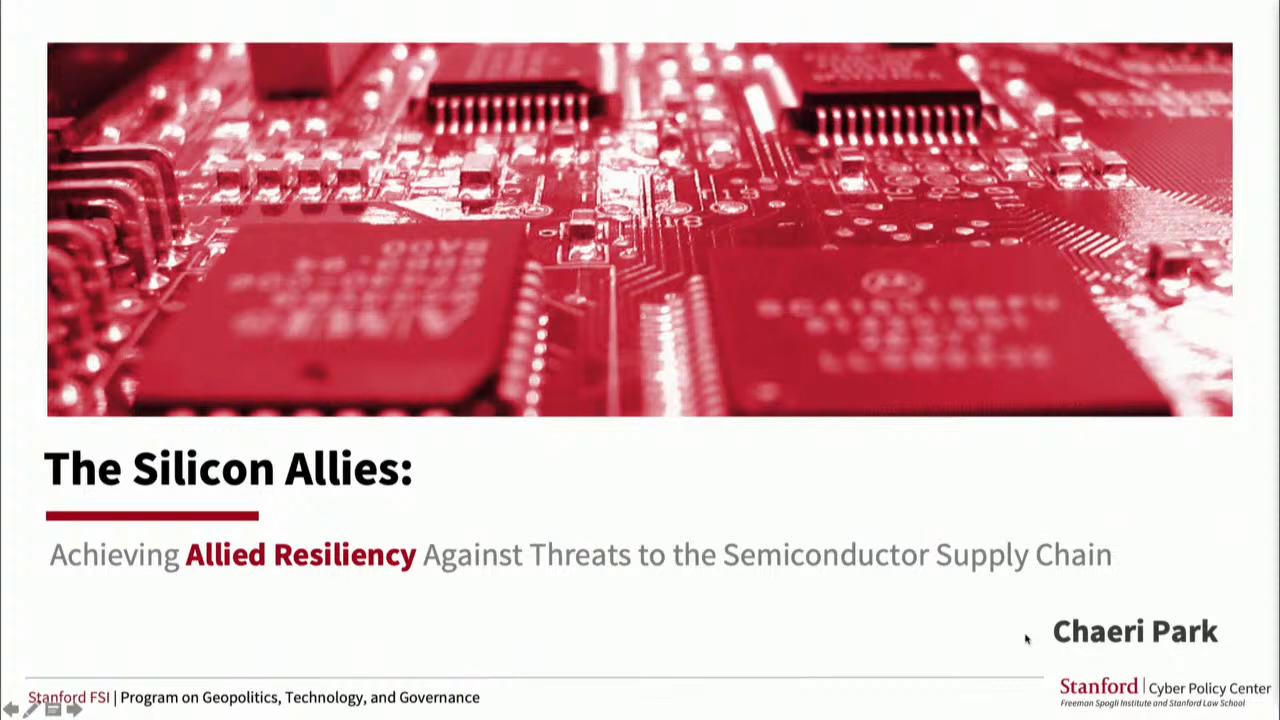 The Silicon Allies:
Achieving Allied Resiliency Against Threats to the Semiconductor Supply Chain
Chaeri Park
Stanford FSI | Program on Geopolitics, Technology, and Governance
Stanford | Cyber Policy Center
Freeman Spogli Institute and Stanford Law School